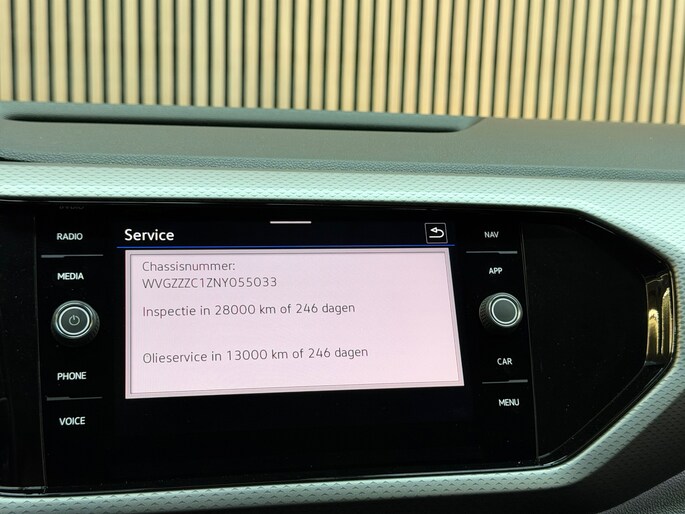 RADIO
MEDIA
PHONE
VOICE
Service
Chassisnummer:
WVGZZZC1ZNY055033
Inspectie in 28000 km of 246 dagen
Olieservice in 13000 km of 246 dagen
NAV
APP
CAR
MENU